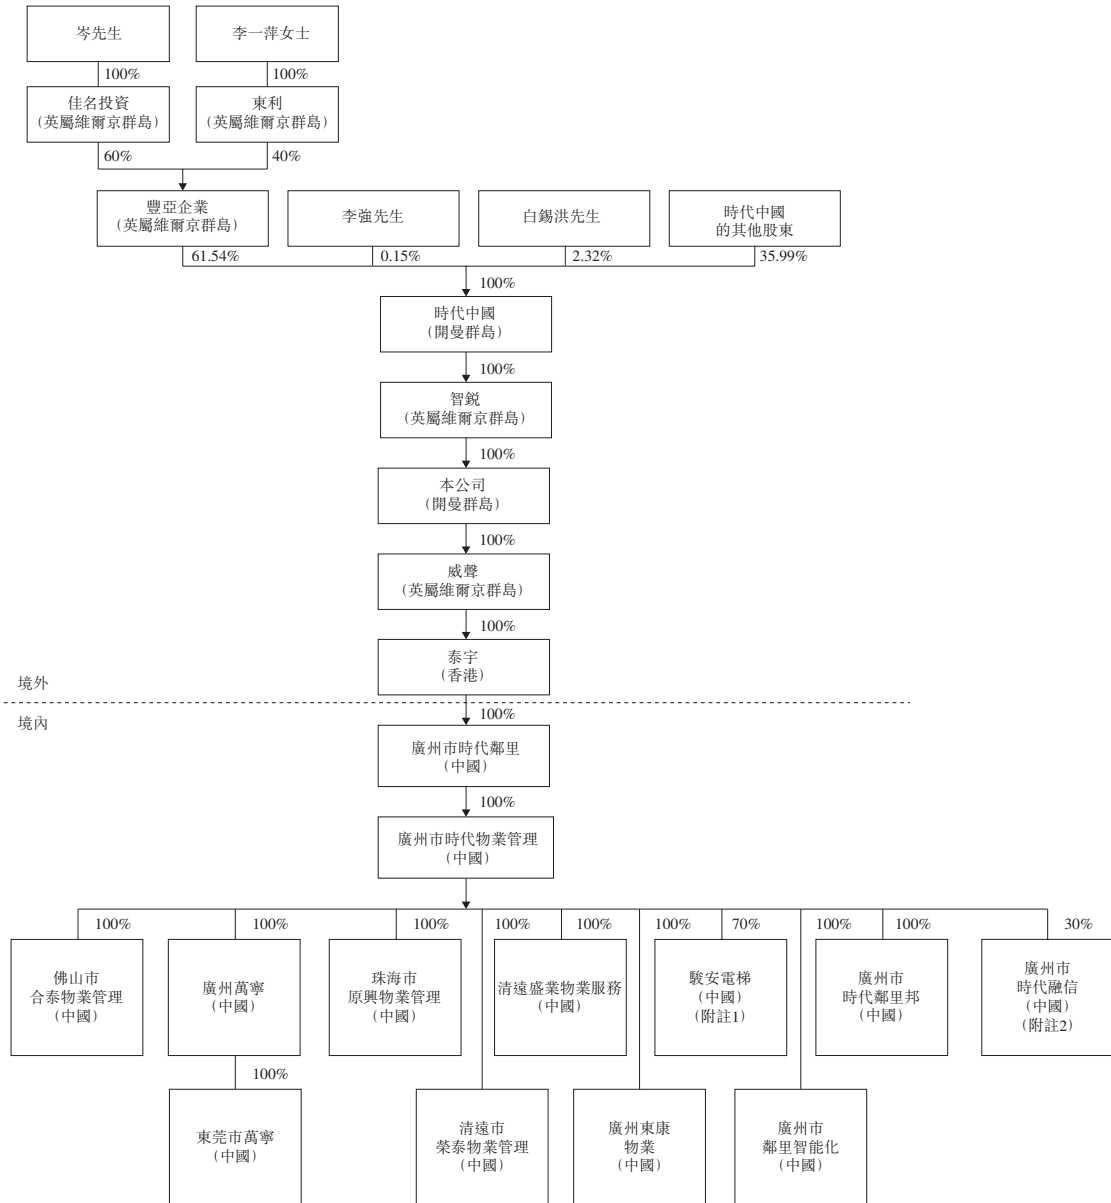 岑先生
李一萍女士
100%
100%
佳名投資
(英屬維爾京群島)
東利
(英屬維爾京群島)
60%
40%
豐亞企業
(英屬維爾京群島)
李強先生
白錫洪先生
時代中國
的其他股東
61.54%
0.15%
2.32%
35.99%
100%
時代中國
(開曼群島)
100%
智鋭
(英屬維爾京群島)
100%
本公司
(開曼群島)
100%
威聲
(英屬維爾京群島)
100%
泰宇
(香港)
境外
境內
100%
廣州市時代鄰里
(中國)
100%
廣州市時代物業管理
(中國)
100%
100%
100%
100%
100%
100%
70%
100%
100%
30%
佛山市
合泰物業管理
(中國)
廣州萬寧
(中國)
珠海市
原興物業管理
(中國)
清遠盛業物業服務
(中國)
駿安電梯
(中國)
(附註1)
廣州市
時代鄰里邦
(中國)
廣州市
時代融信
(中國)
(附註2)
100%
東莞市萬寧
(中國)
清遠市
榮泰物業管理
(中國)
廣州東康
物業
(中國)
廣州市
鄰里智能化
(中國)